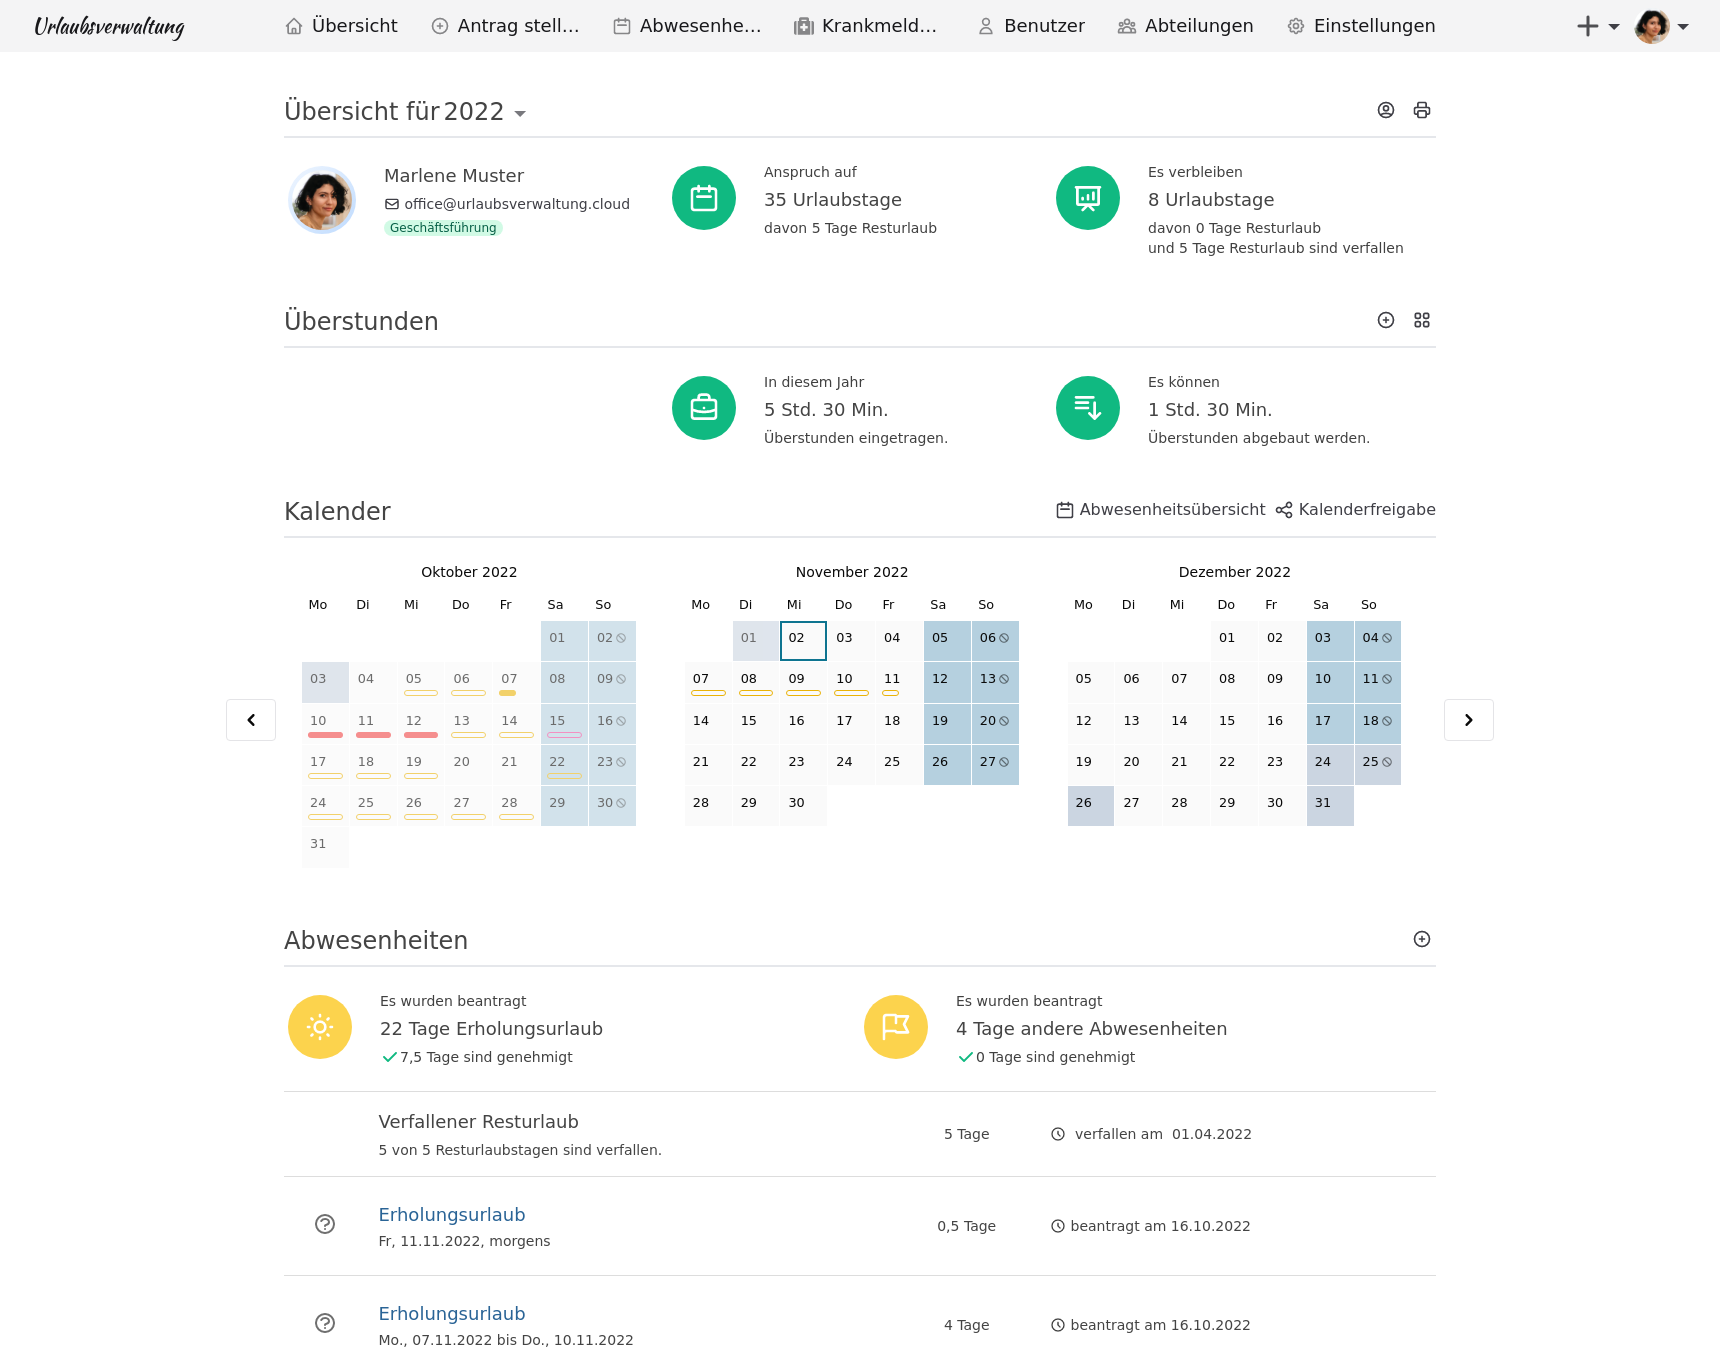 Urlaubsverwaltung
Übersicht Antrag stell... Abwesenhe... Krankmeld... Benutzer Abteilungen Einstellungen
Übersicht für 2022
Marlene Muster
office@urlaubsverwaltung.cloud
Geschäftsführung
Anspruch auf
35 Urlaubstage
davon 5 Tage Resturlaub
Es verbleiben
8 Urlaubstage
davon 0 Tage Resturlaub
und 5 Tage Resturlaub sind verfallen
Überstunden
In diesem Jahr
5 Std. 30 Min.
Überstunden eingetragen.
Es können
1 Std. 30 Min.
Überstunden abgebaut werden.
Kalender
Abwesenheitsübersicht Kalenderfreigabe
Oktober 2022
Mo Di Mi Do Fr Sa So
01 02
03 04 05 06 07 08 09
10 11 12 13 14 15 16
17 18 19 20 21 22 23
24 25 26 27 28 29 30
31
November 2022
Mo Di Mi Do Fr Sa So
01 02 03 04 05 06
07 08 09 10 11 12 13
14 15 16 17 18 19 20
21 22 23 24 25 26 27
28 29 30
Dezember 2022
Mo Di Mi Do Fr Sa So
01 02 03 04
05 06 07 08 09 10 11
12 13 14 15 16 17 18
19 20 21 22 23 24 25
26 27 28 29 30 31
Abwesenheiten
Es wurden beantragt
22 Tage Erholungsurlaub
7,5 Tage sind genehmigt
Es wurden beantragt
4 Tage andere Abwesenheiten
0 Tage sind genehmigt
Verfallener Resturlaub
5 von 5 Resturlaubstagen sind verfallen.
5 Tage
verfallen am 01.04.2022
Erholungsurlaub
Fr, 11.11.2022, morgens
0,5 Tage
beantragt am 16.10.2022
Erholungsurlaub
Mo., 07.11.2022 bis Do., 10.11.2022
4 Tage
beantragt am 16.10.2022